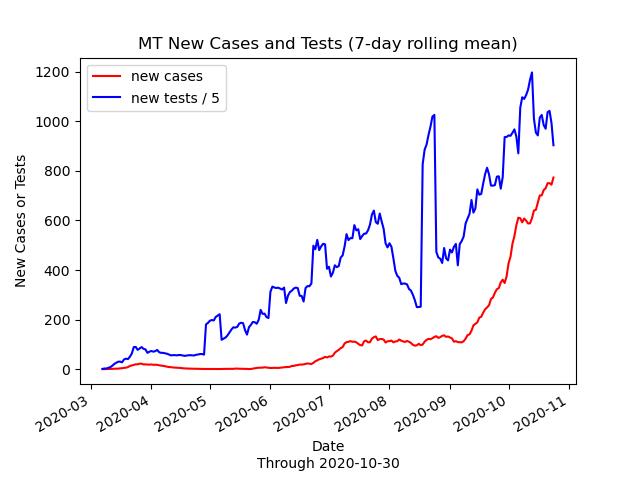 MT New Cases and Tests (7-day rolling mean)
new cases
new tests / 5
New Cases or Tests
1200
1000
800
600
400
200
0
2020-03
2020-04
2020-05
2020-06
2020-07
2020-08
2020-09
2020-10
2020-11
Date
Through 2020-10-30